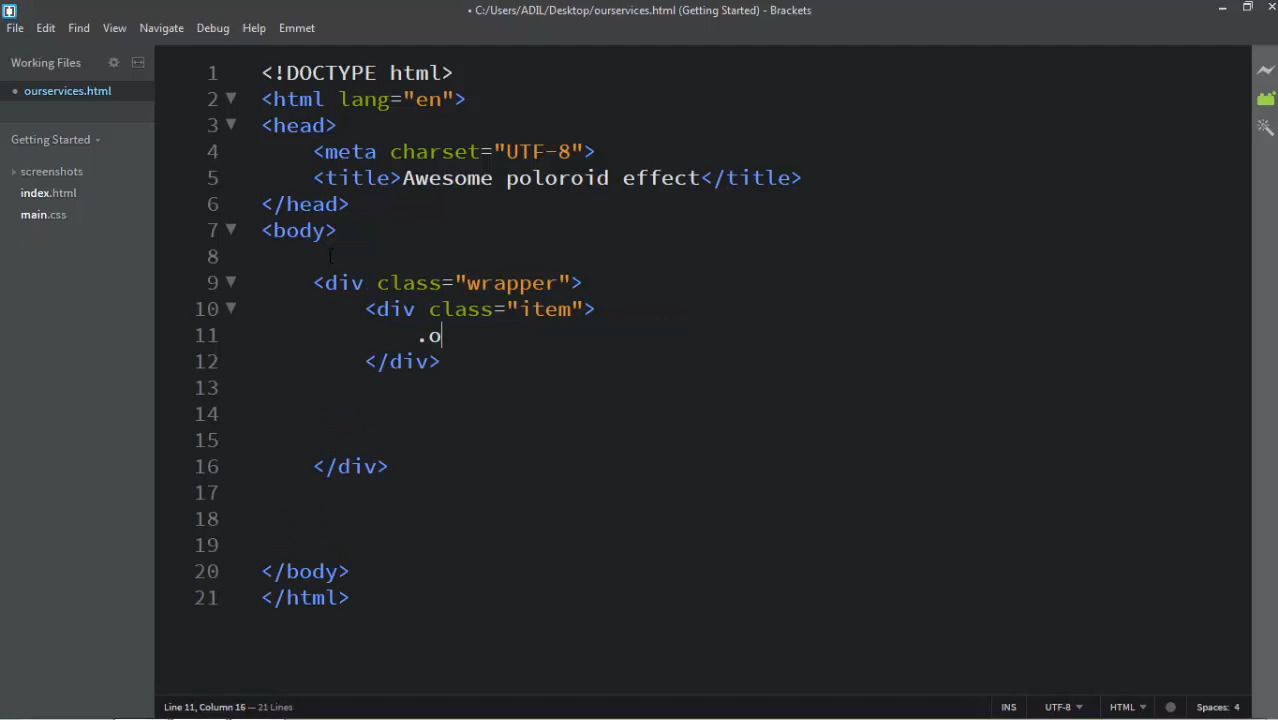 • C:/Users/ADIL/Desktop/ourservices.html (Getting Started) - Brackets
File Edit Find View Navigate Debug Help Emmet
Working Files
• ourservices.html
Getting Started
screenshots
index.html
main.css
1 <!DOCTYPE html>
2 <html lang="en">
3 <head>
4 <meta charset="UTF-8">
5 <title>Awesome poloroid effect</title>
6 </head>
7 <body>
8
9 <div class="wrapper">
10 <div class="item">
11 .o
12 </div>
13
14
15
16 </div>
17
18
19
20 </body>
21 </html>
Line 11, Column 16 — 21 Lines
INS UTF-8 HTML Spaces: 4